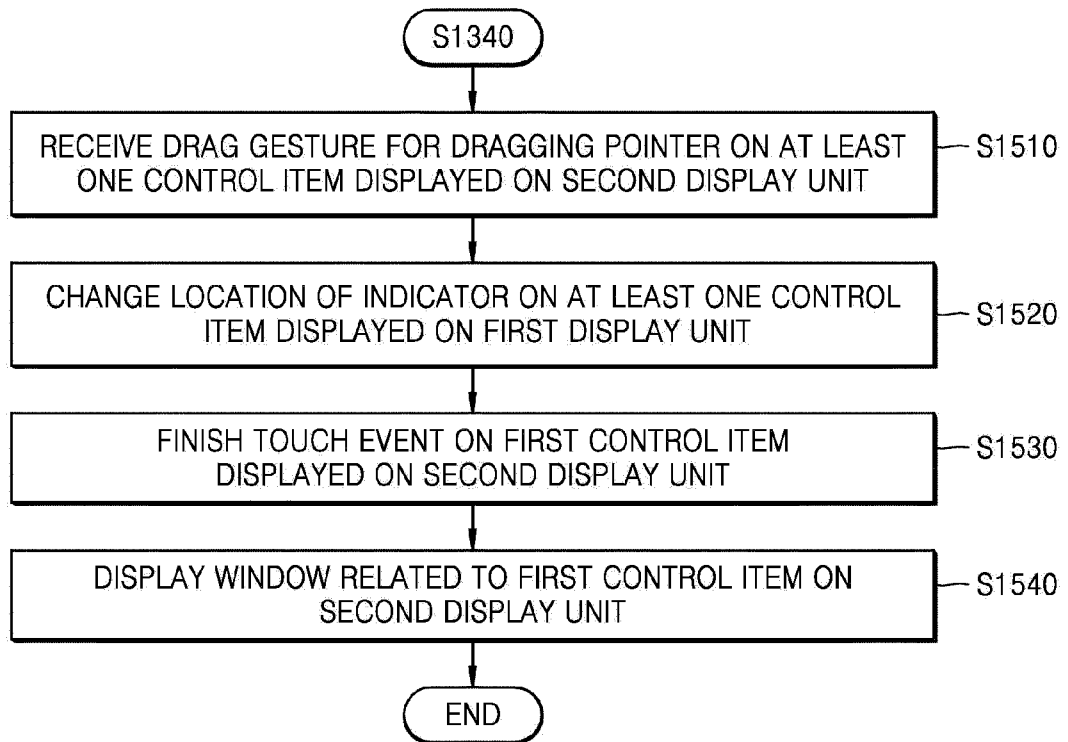 S1340
RECEIVE DRAG GESTURE FOR DRAGGING POINTER ON AT LEAST
ONE CONTROL ITEM DISPLAYED ON SECOND DISPLAY UNIT
S1510
CHANGE LOCATION OF INDICATOR ON AT LEAST ONE CONTROL
ITEM DISPLAYED ON FIRST DISPLAY UNIT
S1520
FINISH TOUCH EVENT ON FIRST CONTROL ITEM
DISPLAYED ON SECOND DISPLAY UNIT
S1530
DISPLAY WINDOW RELATED TO FIRST CONTROL ITEM ON
SECOND DISPLAY UNIT
S1540
END